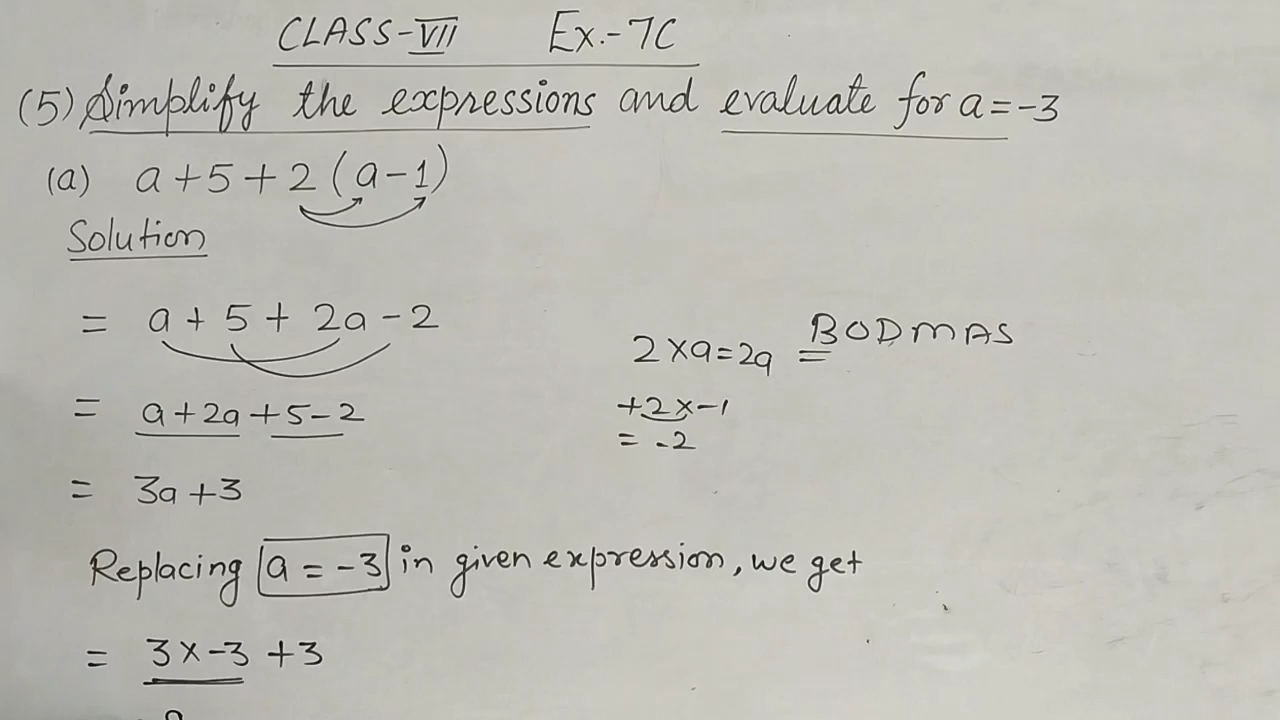 CLASS-VII Ex.-7C
(5) Simplify the expressions and evaluate for a=-3
(a) a+5+2(a-1)
Solution
= a+5+2a-2
2×a=2a = BODMAS
= a+2a+5-2
+2×-1
= -2
= 3a+3
Replacing a=-3 in given expression, we get
= 3×-3+3